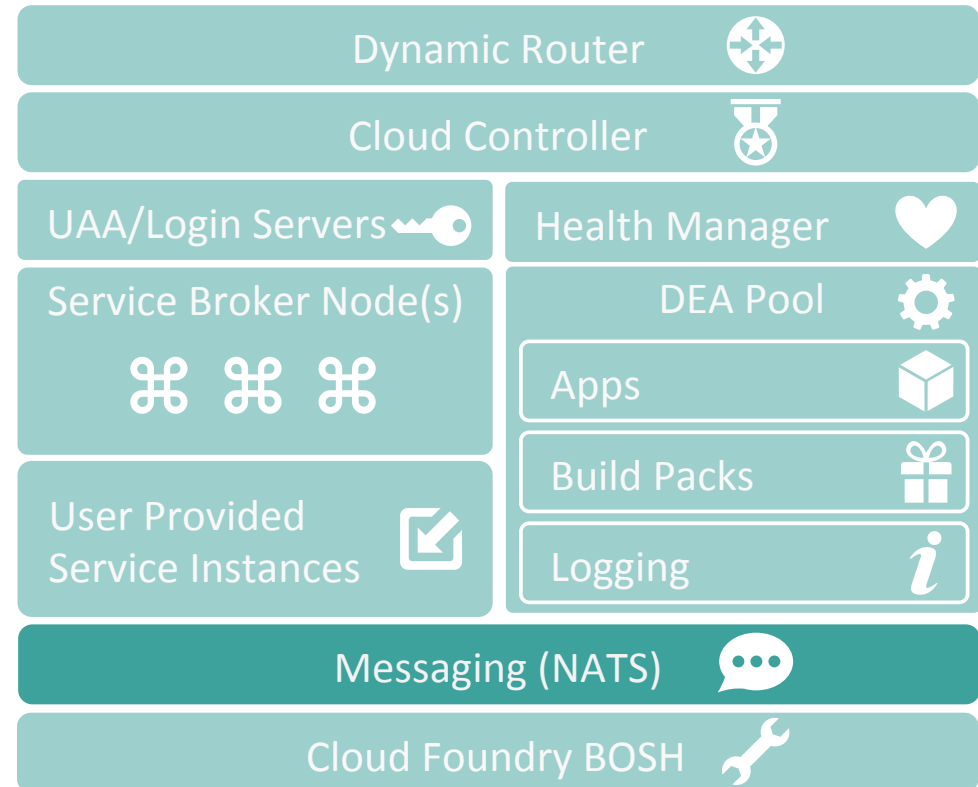 Dynamic Router
Cloud Controller
UAA/Login Servers
Health Manager
Service Broker Node(s)
DEA Pool
Apps
Build Packs
User Provided
Service Instances
Logging
Messaging (NATS)
Cloud Foundry BOSH